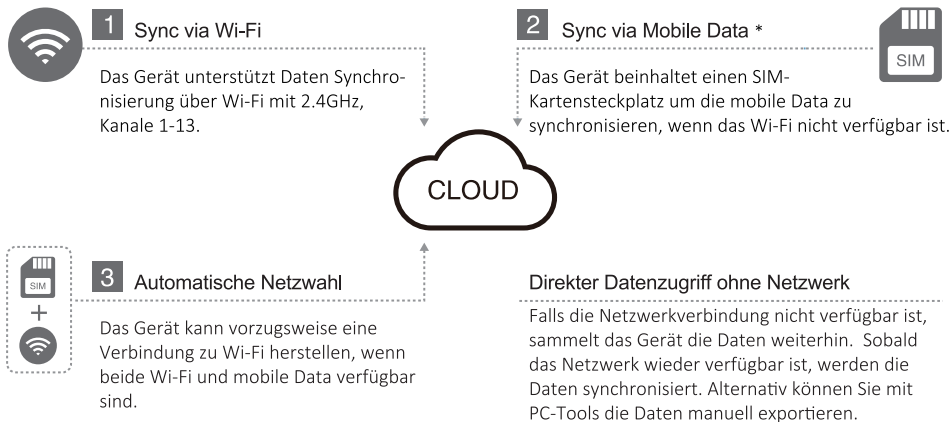 1 Sync via Wi-Fi
Das Gerät unterstützt Daten Synchro-
nisierung über Wi-Fi mit 2.4GHz,
Kanale 1-13.
2 Sync via Mobile Data *
SIM
Das Gerät beinhaltet einen SIM-
Kartensteckplatz um die mobile Data zu
synchronisieren, wenn das Wi-Fi nicht verfügbar ist.
CLOUD
SIM
+
3 Automatische Netzwahl
Das Gerät kann vorzugsweise eine
Verbindung zu Wi-Fi herstellen, wenn
beide Wi-Fi und mobile Data verfügbar
sind.
Direkter Datenzugriff ohne Netzwerk
Falls die Netzwerkverbindung nicht verfügbar ist,
sammelt das Gerät die Daten weiterhin. Sobald
das Netzwerk wieder verfügbar ist, werden die
Daten synchronisiert. Alternativ können Sie mit
PC-Tools die Daten manuell exportieren.